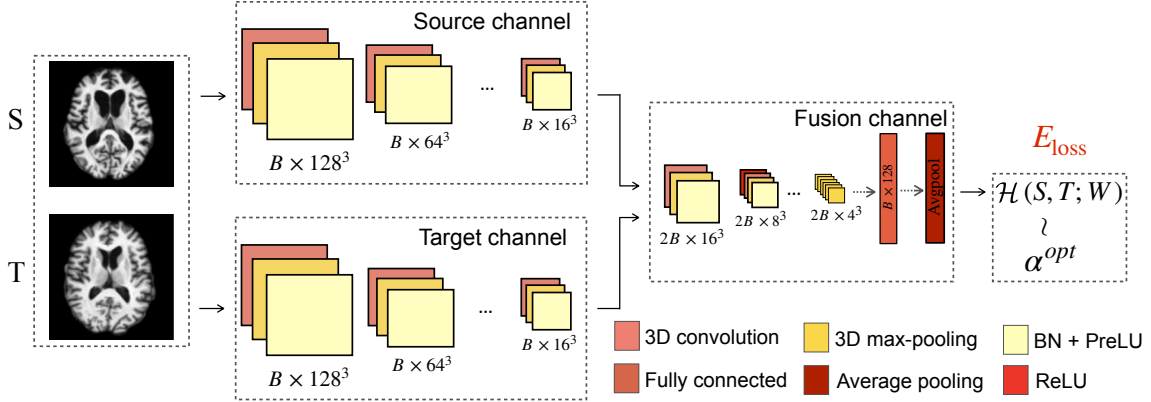 S
T
Source channel
B × 128³
B × 64³
...
B × 16³
Target channel
B × 128³
B × 64³
...
B × 16³
Fusion channel
2B × 16³
2B × 8³
...
2B × 4³
B × 128
Avgpool
E_loss
ℋ (S, T; W)
~
α^opt
3D convolution
3D max-pooling
BN + PreLU
Fully connected
Average pooling
ReLU